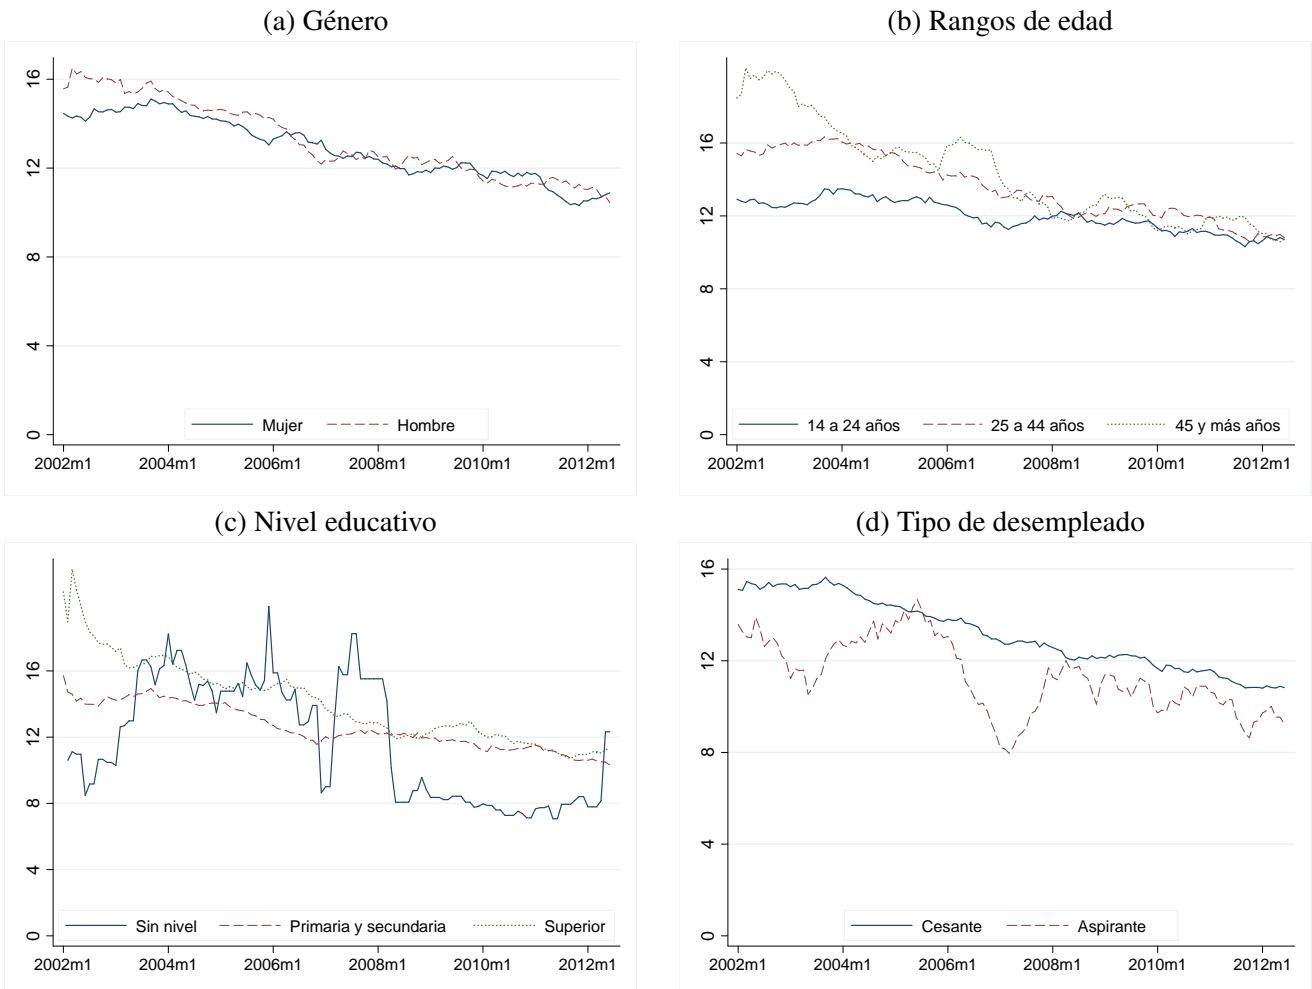 (a) Género
16
12
8
4
0
Mujer Hombre
2002m1 2004m1 2006m1 2008m1 2010m1 2012m1
(b) Rangos de edad
16
12
8
4
0
14 a 24 años 25 a 44 años 45 y más años
2002m1 2004m1 2006m1 2008m1 2010m1 2012m1
(c) Nivel educativo
16
12
8
4
0
Sin nivel Primaria y secundaria Superior
2002m1 2004m1 2006m1 2008m1 2010m1 2012m1
(d) Tipo de desempleado
16
12
8
4
0
Cesante Aspirante
2002m1 2004m1 2006m1 2008m1 2010m1 2012m1